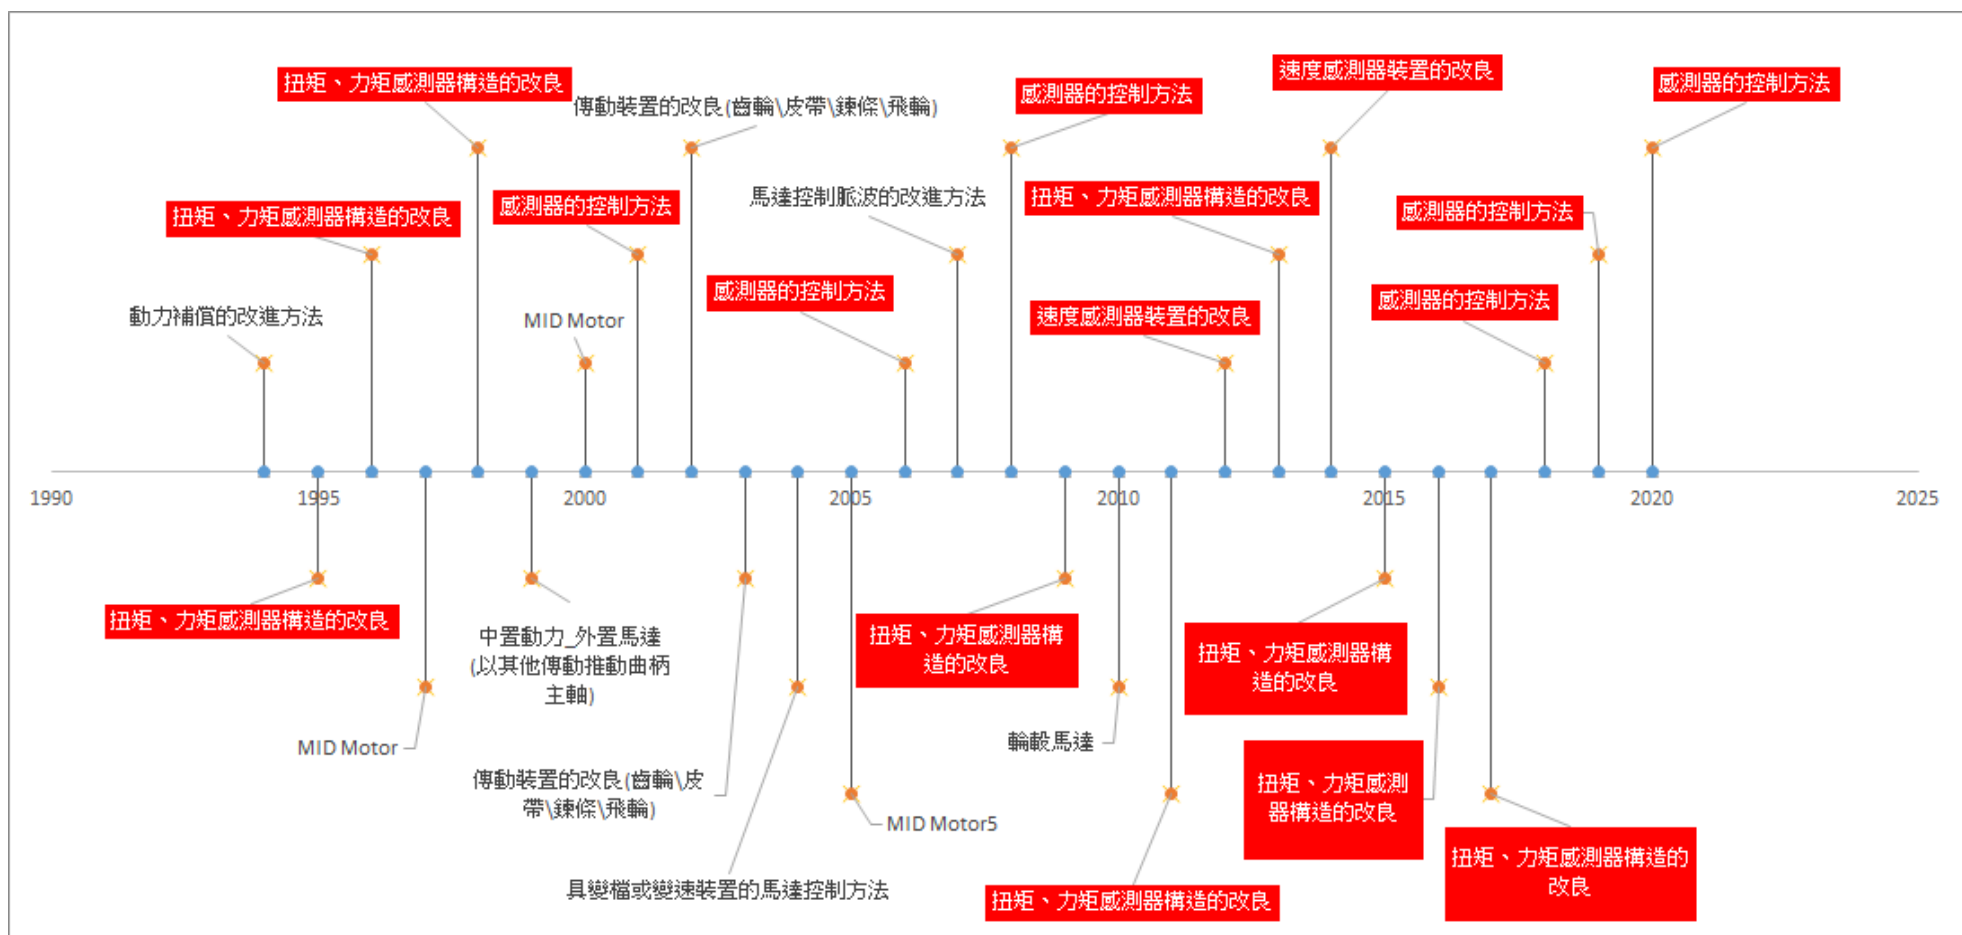 扭矩、力矩感測器構造的改良
傳動裝置的改良(齒輪\皮帶\鍊條\飛輪)
感測器的控制方法
速度感測器裝置的改良
感測器的控制方法
扭矩、力矩感測器構造的改良
感測器的控制方法
馬達控制脈波的改進方法
扭矩、力矩感測器構造的改良
感測器的控制方法
動力補償的改進方法
MID Motor
感測器的控制方法
速度感測器裝置的改良
感測器的控制方法
1990
1995
2000
2005
2010
2015
2020
2025
扭矩、力矩感測器構造的改良
中置動力_外置馬達
(以其他傳動推動曲柄
主軸)
扭矩、力矩感測器構
造的改良
扭矩、力矩感測器構
造的改良
MID Motor
傳動裝置的改良(齒輪\皮
帶\鍊條\飛輪)
輪轂馬達
扭矩、力矩感測
器構造的改良
MID Motor5
具變檔或變速裝置的馬達控制方法
扭矩、力矩感測器構造的改良
扭矩、力矩感測器構造的
改良